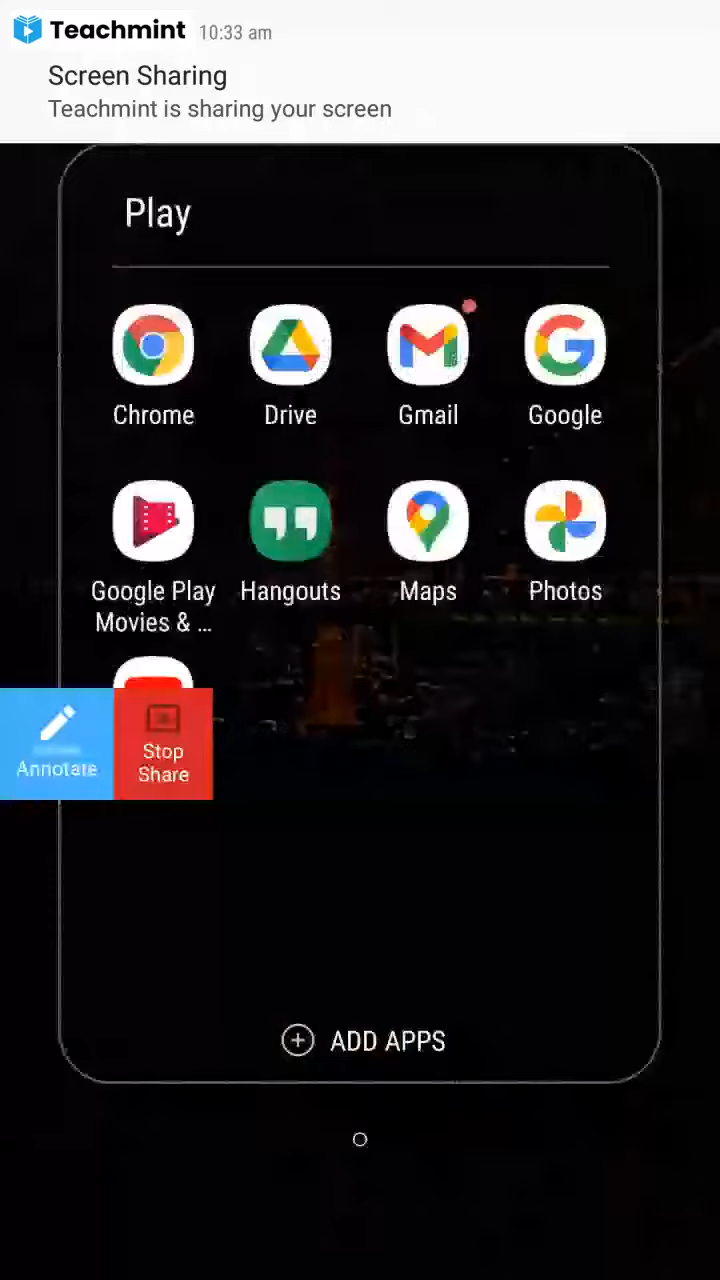 Teachmint 10:33 am
Screen Sharing
Teachmint is sharing your screen
Play
Chrome Drive Gmail Google
Google Play Hangouts Maps Photos
Movies & ...
Annotate
Stop
Share
ADD APPS